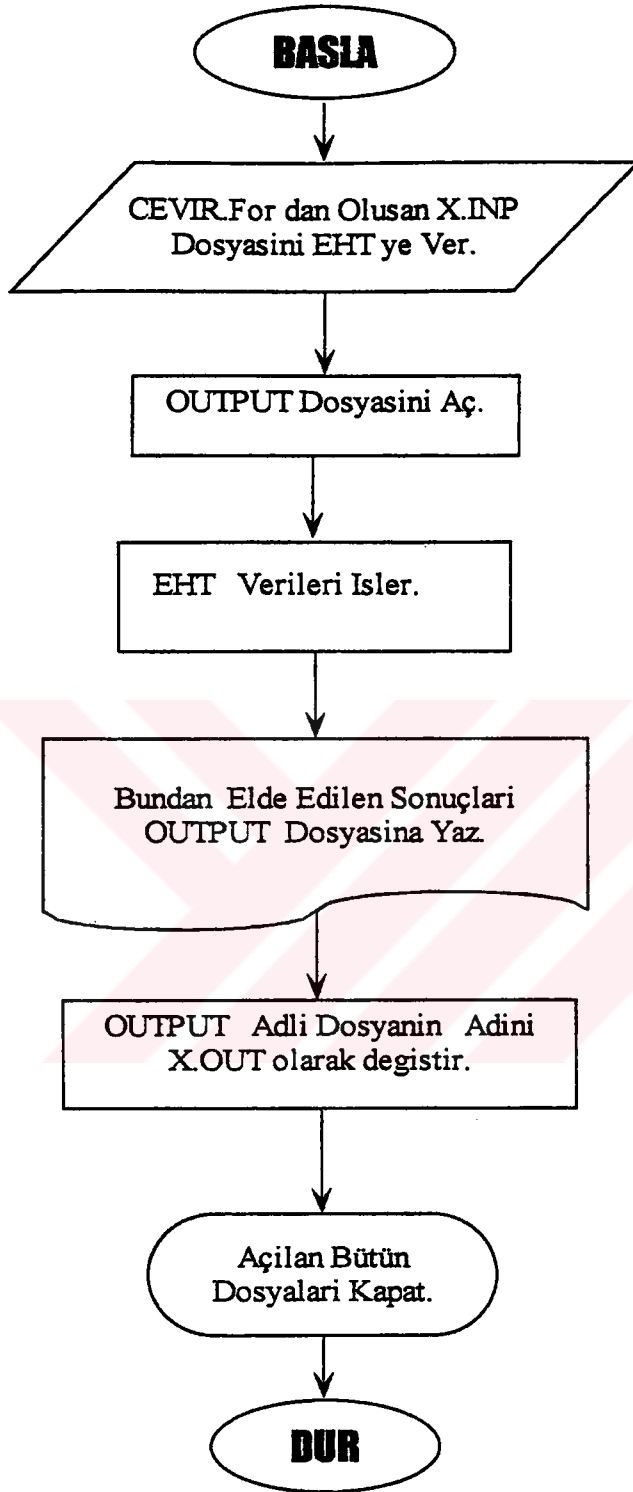 BASLA
CEVIR.For dan Olusan X.INP
Dosyasini EHT ye Ver.
OUTPUT Dosyasini Aç.
EHT Verileri Isler.
Bundan Elde Edilen Sonuçlari
OUTPUT Dosyasina Yaz.
OUTPUT Adli Dosyanin Adini
X.OUT olarak degistir.
Açilan Bütün
Dosyalari Kapat.
DUR